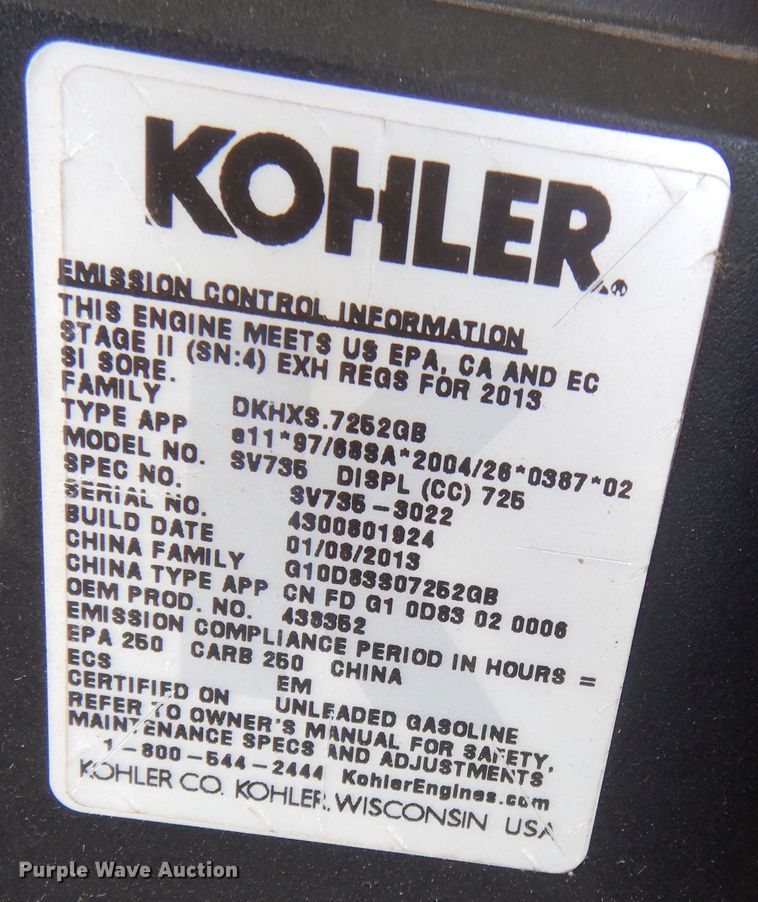 KOHLER®
EMISSION CONTROL INFORMATION
THIS ENGINE MEETS US EPA, CA AND EC
STAGE II (SN:4) EXH REGS FOR 2013
SI SORE.
FAMILY DKHXS.7252GB
TYPE APP e11*97/68SA*2004/26*0387*02
MODEL NO. SV735 DISPL (CC) 725
SPEC NO. SV735-3022
SERIAL NO. 4300801924
BUILD DATE 01/08/2013
CHINA FAMILY G10D83S07252GB
CHINA TYPE APP CN FD G1 0D83 02 0006
OEM PROD. NO. 438352
EMISSION COMPLIANCE PERIOD IN HOURS =
EPA 250 CARB 250 CHINA
ECS EM
CERTIFIED ON UNLEADED GASOLINE
REFER TO OWNER'S MANUAL FOR SAFETY,
MAINTENANCE SPECS AND ADJUSTMENTS
1-800-544-2444 KohlerEngines.com
KOHLER CO. KOHLER, WISCONSIN USA
Purple Wave Auction